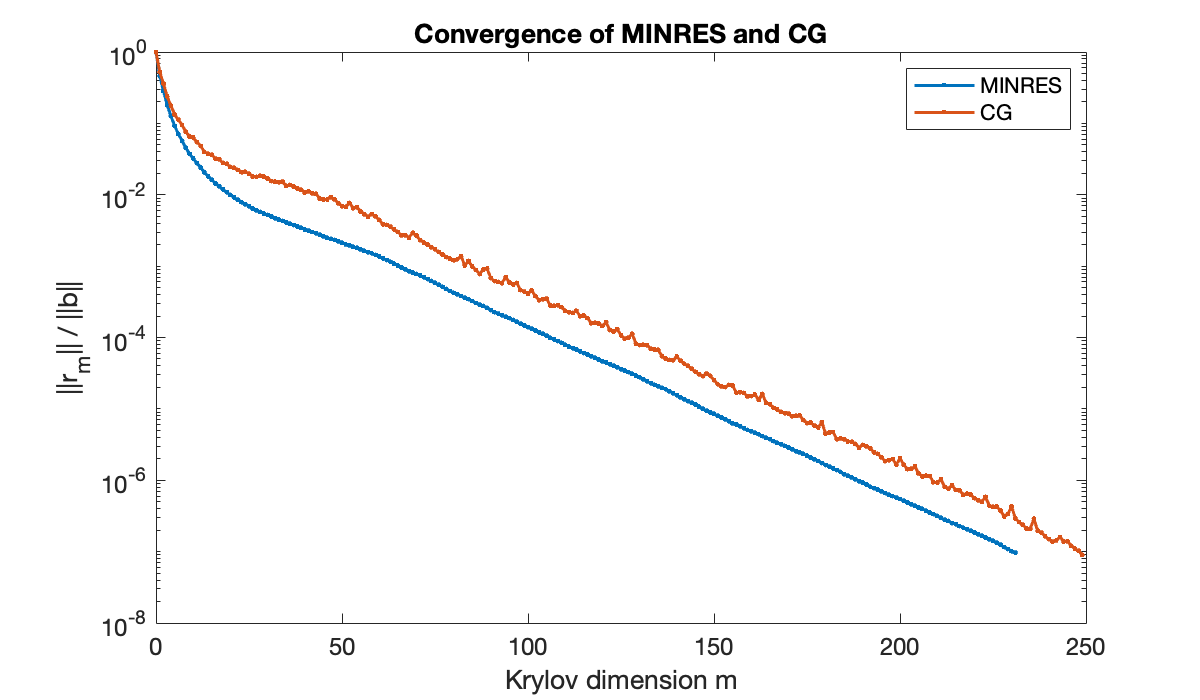 Convergence of MINRES and CG
MINRES
CG
10^0
10^-2
10^-4
10^-6
10^-8
||r_m|| / ||b||
0 50 100 150 200 250
Krylov dimension m